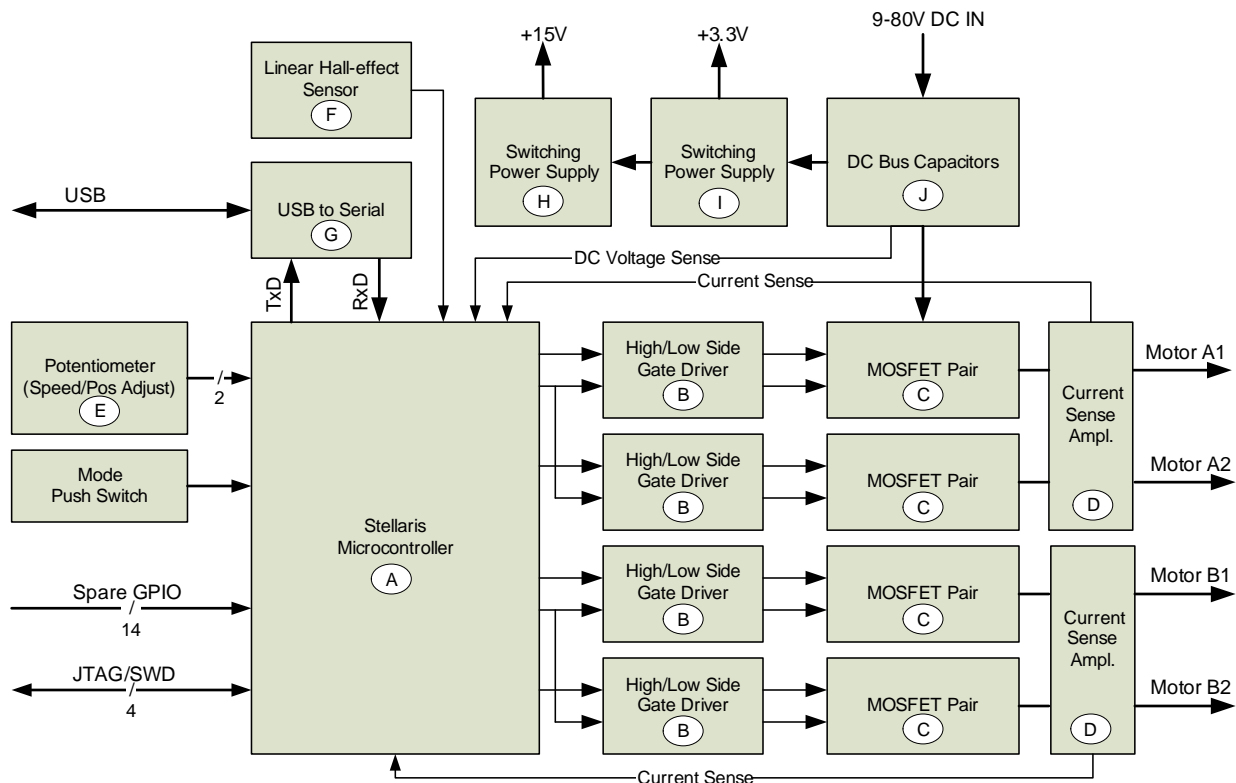 +15V
+3.3V
9-80V DC IN
Linear Hall-effect
Sensor
F
Switching
Power Supply
H
Switching
Power Supply
I
DC Bus Capacitors
J
USB
USB to Serial
G
DC Voltage Sense
Current Sense
TxD
RxD
Potentiometer
(Speed/Pos Adjust)
E
/
2
High/Low Side
Gate Driver
B
MOSFET Pair
C
Current
Sense
Ampl.
D
Motor A1
Mode
Push Switch
High/Low Side
Gate Driver
B
MOSFET Pair
C
Motor A2
Stellaris
Microcontroller
A
Spare GPIO
/
14
High/Low Side
Gate Driver
B
MOSFET Pair
C
Current
Sense
Ampl.
D
Motor B1
JTAG/SWD
/
4
High/Low Side
Gate Driver
B
MOSFET Pair
C
Motor B2
Current Sense